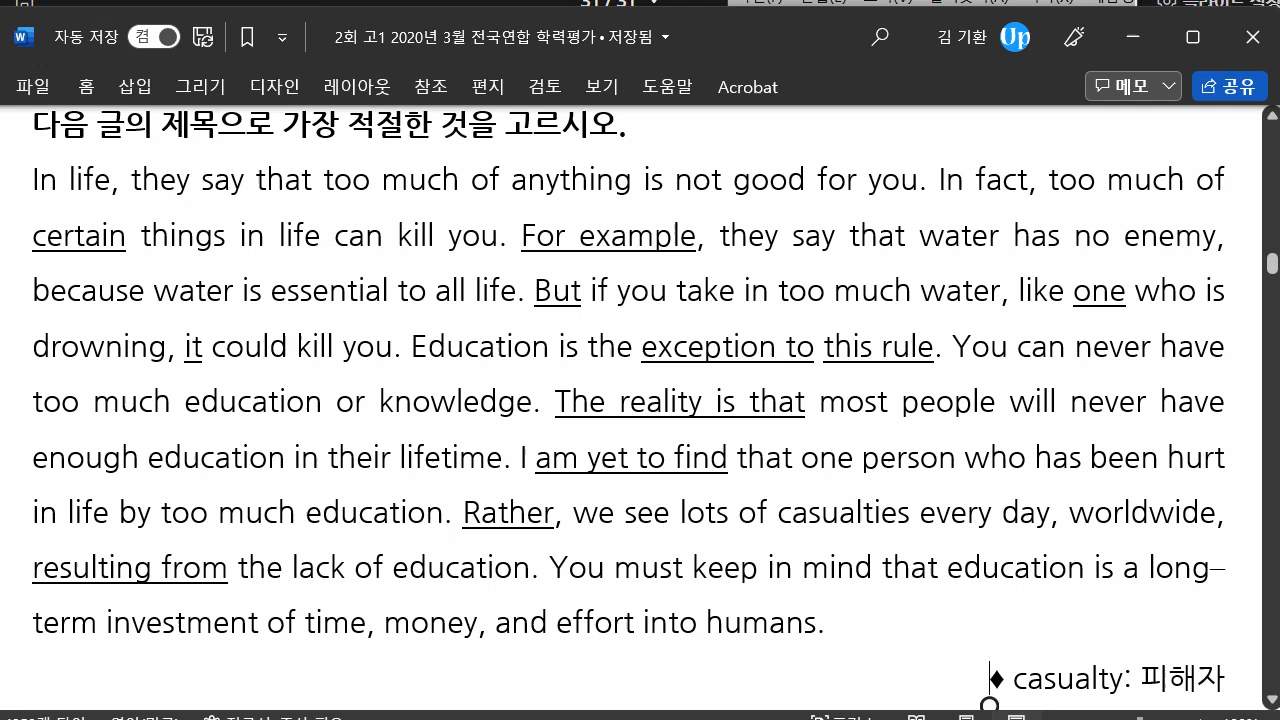 자동 저장 켬 2회 고1 2020년 3월 전국연합 학력평가 • 저장됨 김 기환 Up
파일 홈 삽입 그리기 디자인 레이아웃 참조 편지 검토 보기 도움말 Acrobat 메모 공유
다음 글의 제목으로 가장 적절한 것을 고르시오.
In life, they say that too much of anything is not good for you. In fact, too much of
certain things in life can kill you. For example, they say that water has no enemy,
because water is essential to all life. But if you take in too much water, like one who is
drowning, it could kill you. Education is the exception to this rule. You can never have
too much education or knowledge. The reality is that most people will never have
enough education in their lifetime. I am yet to find that one person who has been hurt
in life by too much education. Rather, we see lots of casualties every day, worldwide,
resulting from the lack of education. You must keep in mind that education is a long-
term investment of time, money, and effort into humans.
♦ casualty: 피해자